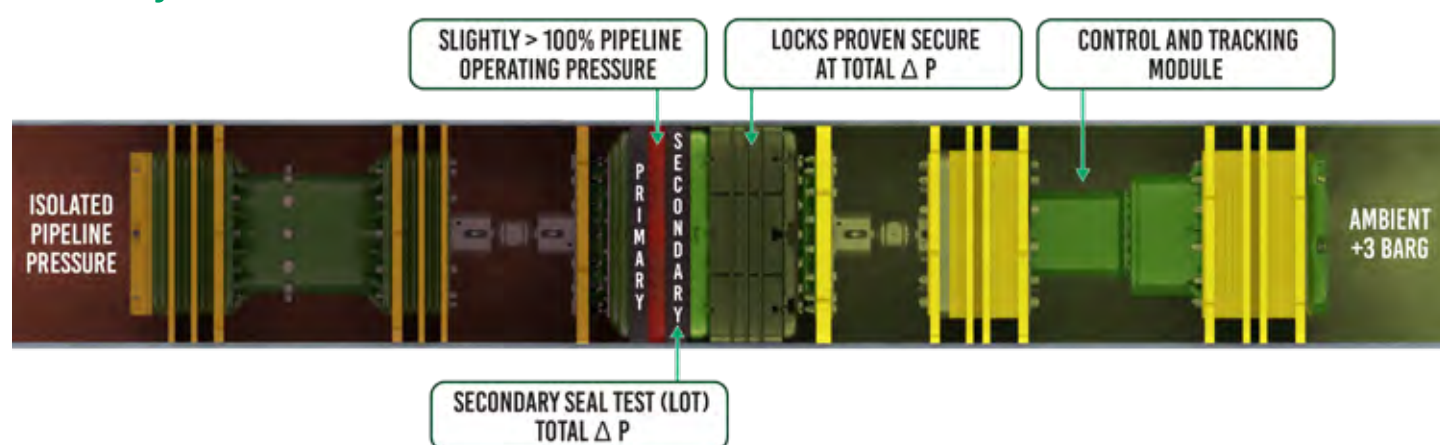 SLIGHTLY > 100% PIPELINE
OPERATING PRESSURE
LOCKS PROVEN SECURE
AT TOTAL Δ P
CONTROL AND TRACKING
MODULE
ISOLATED
PIPELINE
PRESSURE
PRIMARY
SECONDARY
AMBIENT
+3 BARG
SECONDARY SEAL TEST (LOT)
TOTAL Δ P